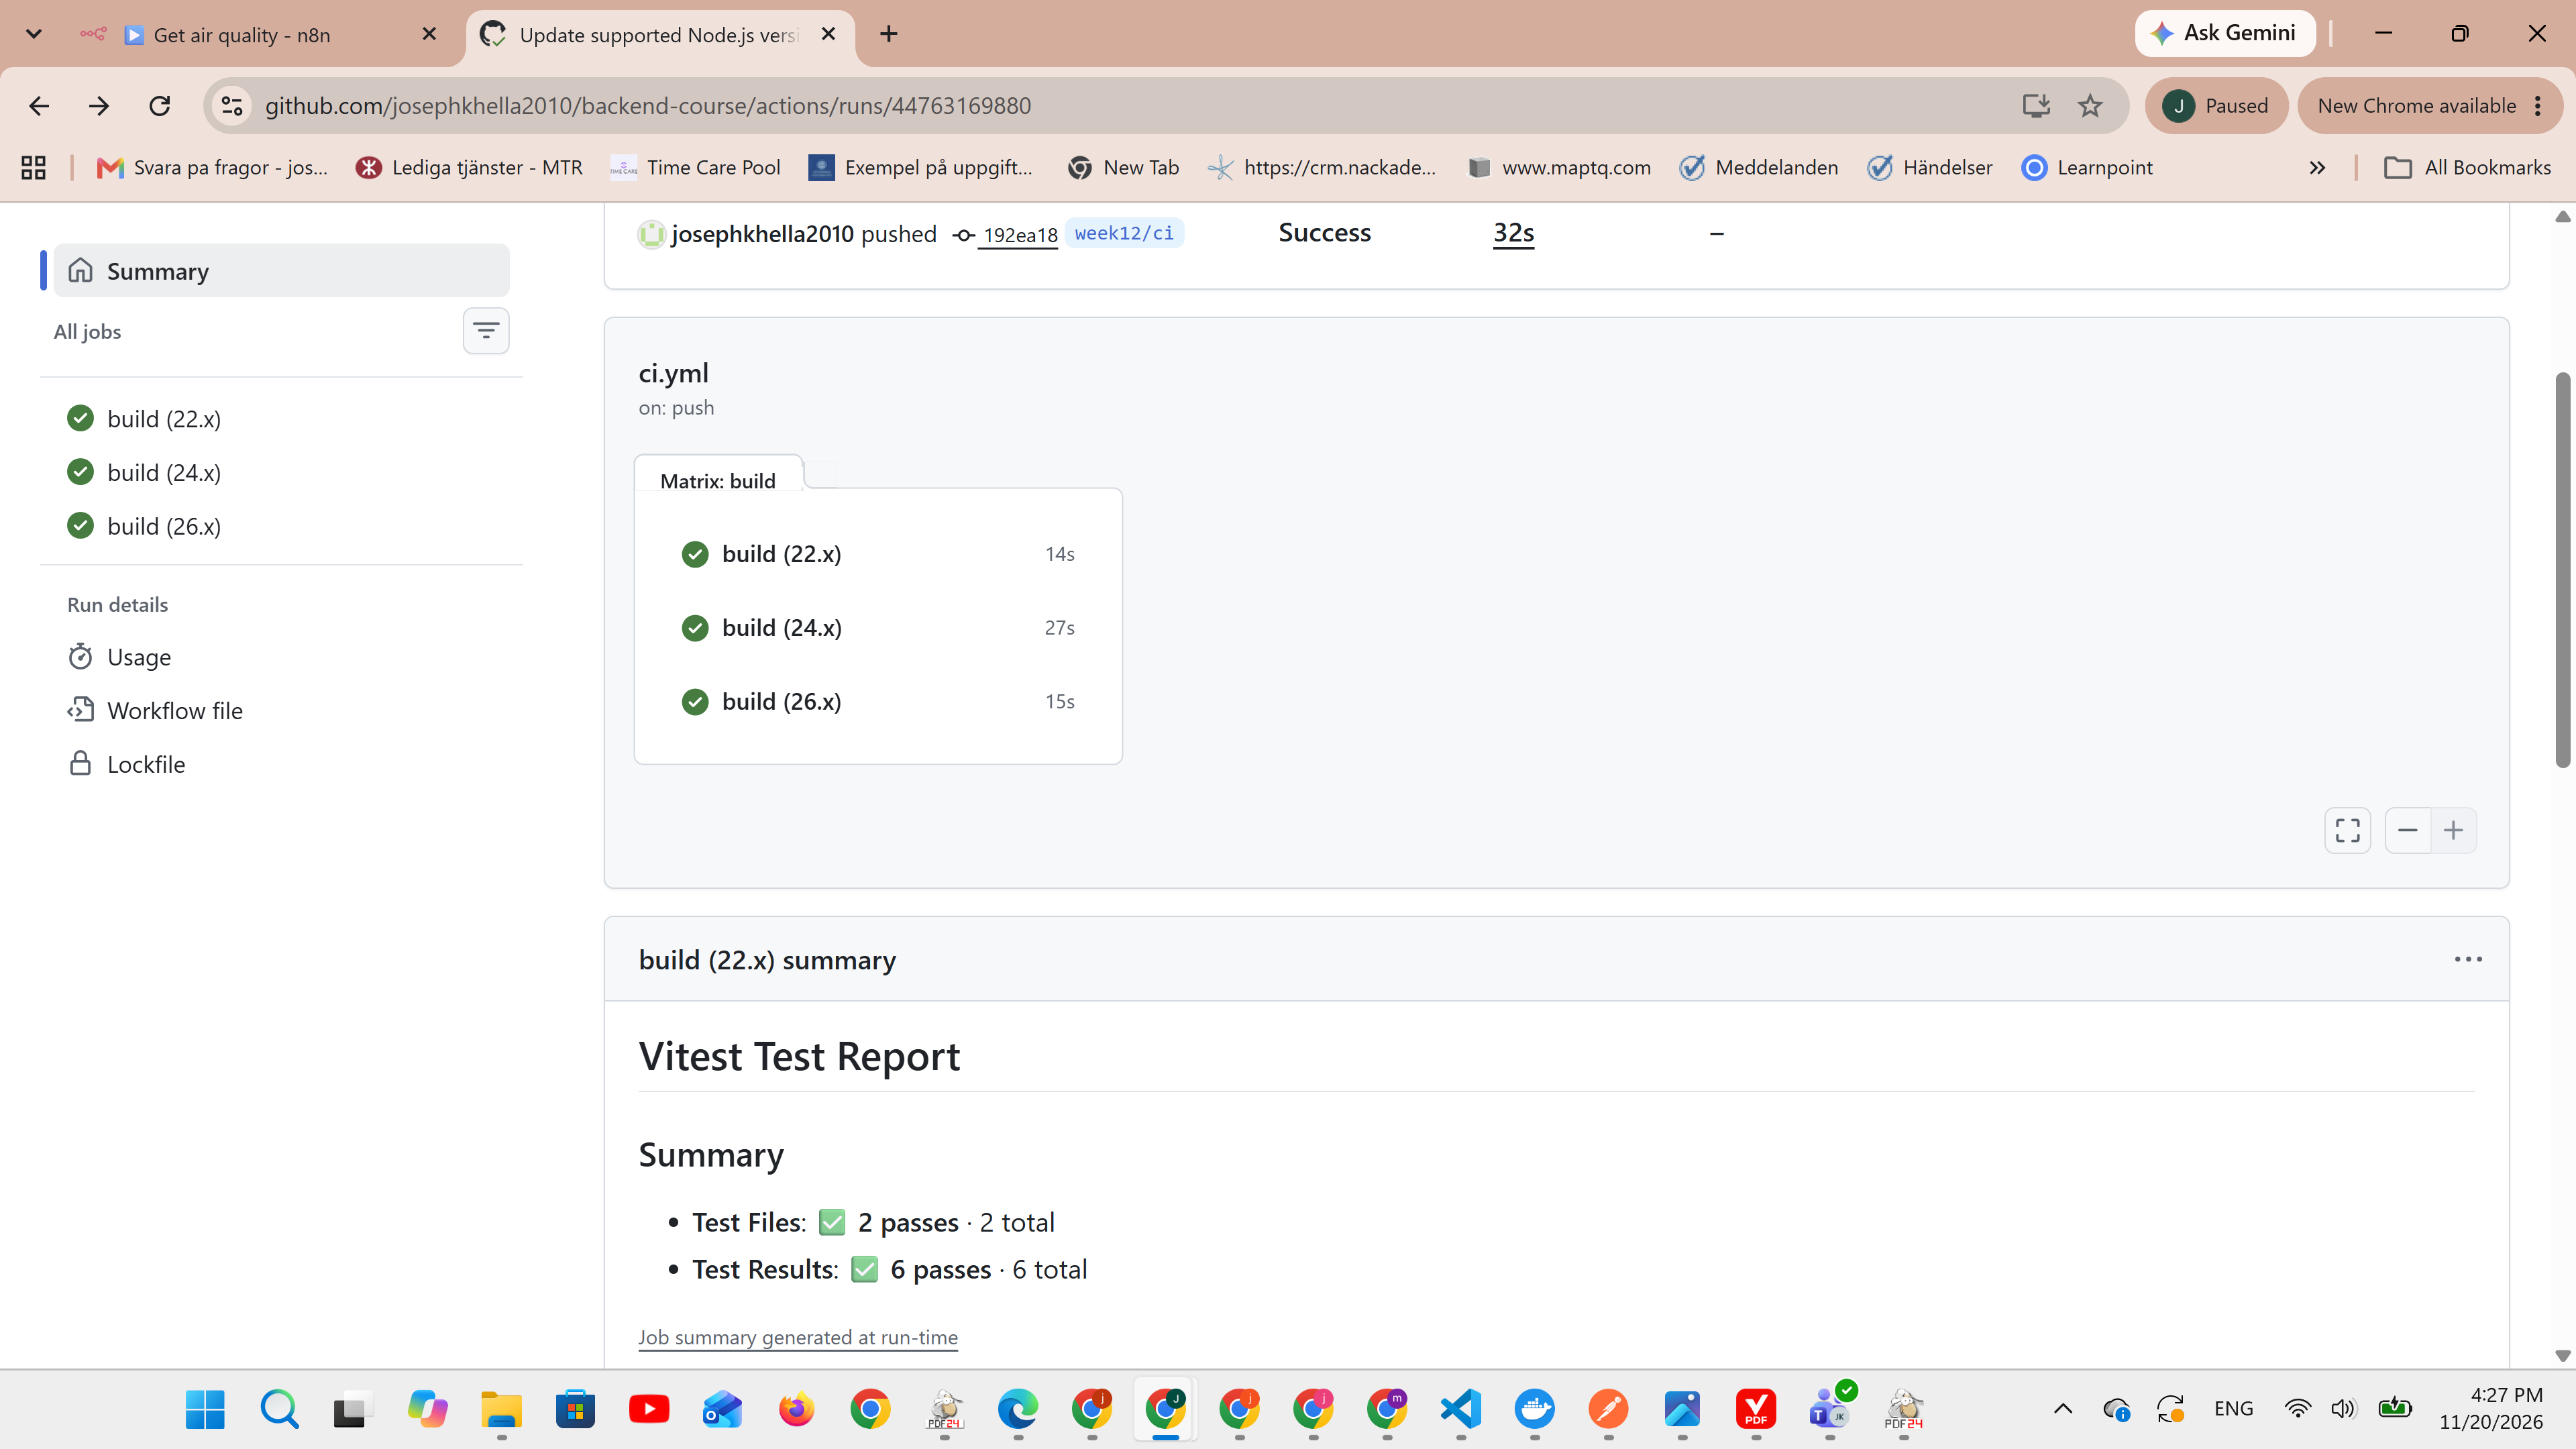 Get air quality - n8n
Update supported Node.js versi
Ask Gemini
github.com/josephkhella2010/backend-course/actions/runs/44763169880
J Paused
New Chrome available
Svara pa fragor - jos...
Lediga tjänster - MTR
TIME CARE
Time Care Pool
Exempel på uppgift...
New Tab
https://crm.nackade...
www.maptq.com
Meddelanden
Händelser
Learnpoint
All Bookmarks
Summary
All jobs
build (22.x)
build (24.x)
build (26.x)
Run details
Usage
Workflow file
Lockfile
josephkhella2010 pushed 192ea18 week12/ci
Success
32s
–
ci.yml
on: push
Matrix: build
build (22.x) 14s
build (24.x) 27s
build (26.x) 15s
build (22.x) summary
Vitest Test Report
Summary
Test Files: ✅ 2 passes · 2 total
Test Results: ✅ 6 passes · 6 total
Job summary generated at run-time
PDF24
j
J
j
j
m
PDF
T JK
PDF24
ENG
4:27 PM
11/20/2026